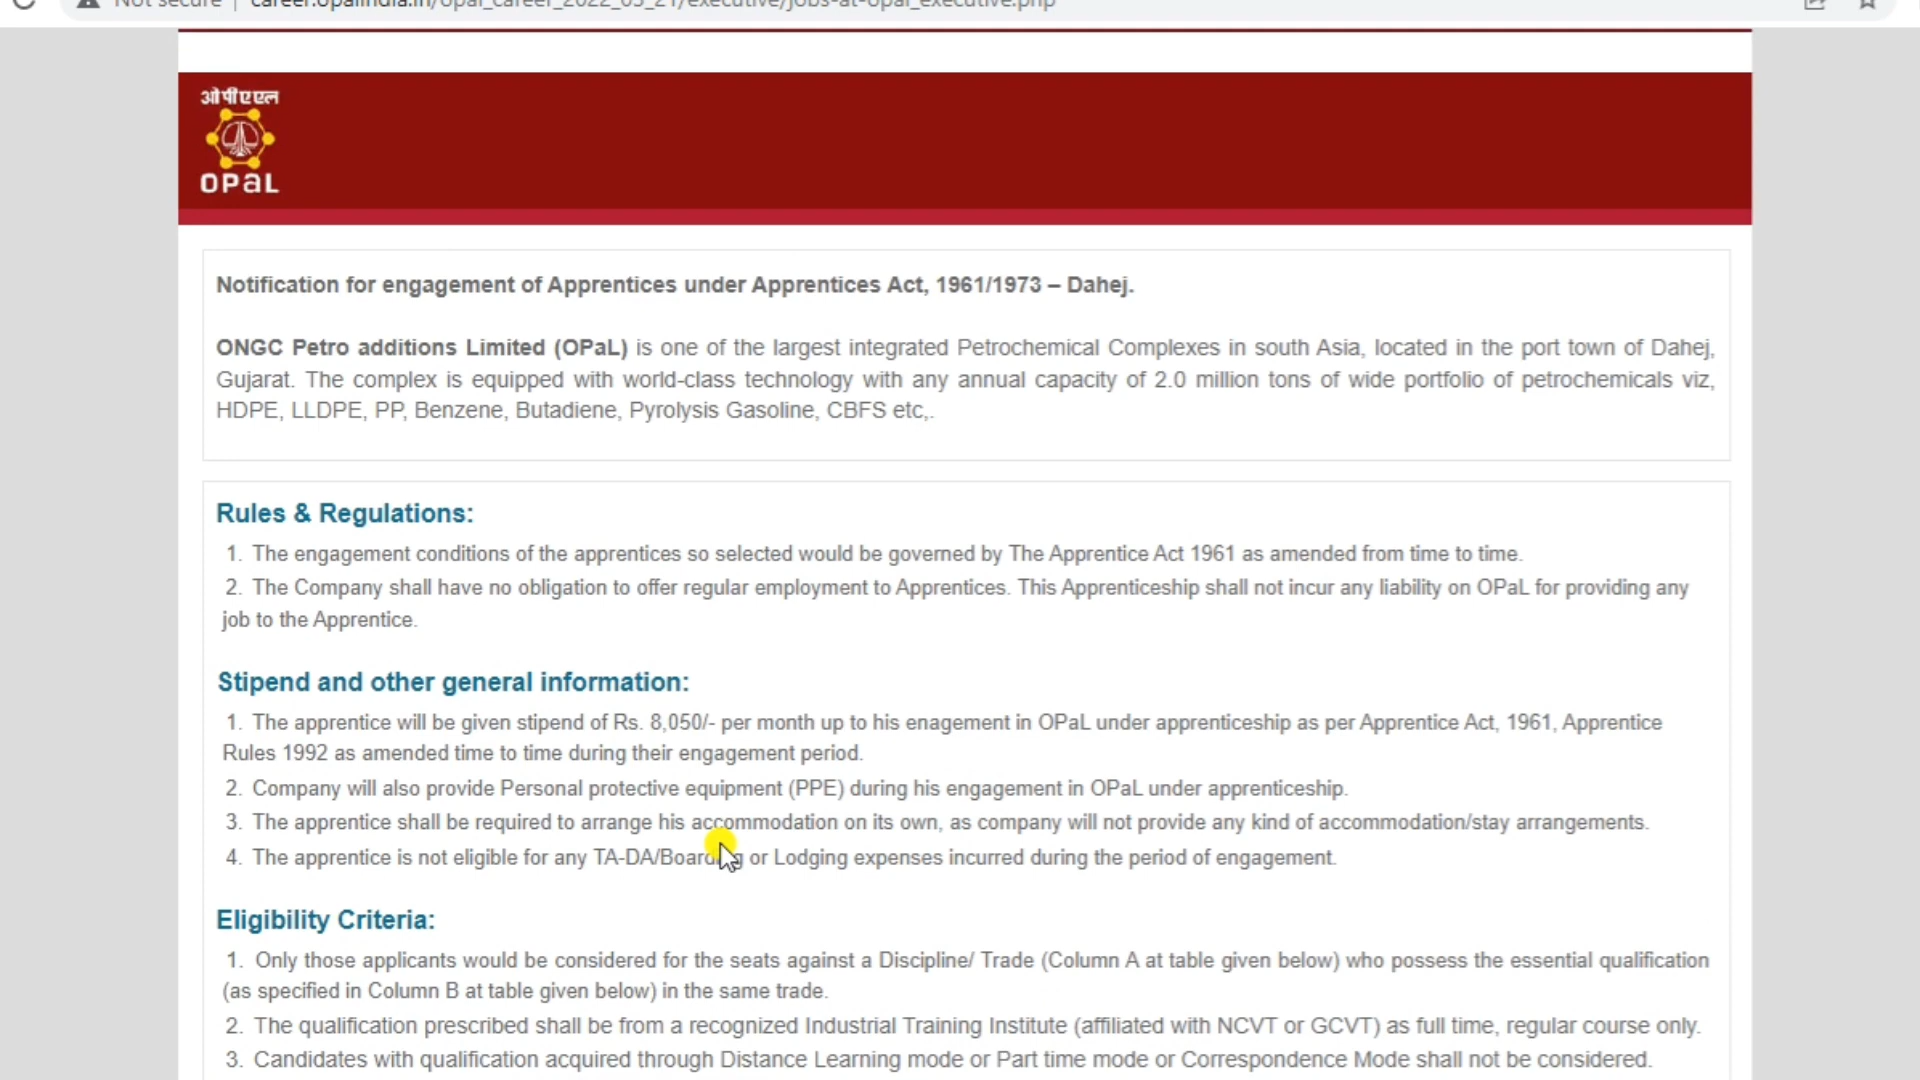 Not secure | career.opalindia.in/opal_career_2022_03_21/executive/jobs-at-opal_executive.php
ओपीएएल
OPaL
Notification for engagement of Apprentices under Apprentices Act, 1961/1973 – Dahej.
ONGC Petro additions Limited (OPaL) is one of the largest integrated Petrochemical Complexes in south Asia, located in the port town of Dahej,
Gujarat. The complex is equipped with world-class technology with any annual capacity of 2.0 million tons of wide portfolio of petrochemicals viz,
HDPE, LLDPE, PP, Benzene, Butadiene, Pyrolysis Gasoline, CBFS etc,.
Rules & Regulations:
1. The engagement conditions of the apprentices so selected would be governed by The Apprentice Act 1961 as amended from time to time.
2. The Company shall have no obligation to offer regular employment to Apprentices. This Apprenticeship shall not incur any liability on OPaL for providing any
job to the Apprentice.
Stipend and other general information:
1. The apprentice will be given stipend of Rs. 8,050/- per month up to his enagement in OPaL under apprenticeship as per Apprentice Act, 1961, Apprentice
Rules 1992 as amended time to time during their engagement period.
2. Company will also provide Personal protective equipment (PPE) during his engagement in OPaL under apprenticeship.
3. The apprentice shall be required to arrange his accommodation on its own, as company will not provide any kind of accommodation/stay arrangements.
4. The apprentice is not eligible for any TA-DA/Boarding or Lodging expenses incurred during the period of engagement.
Eligibility Criteria:
1. Only those applicants would be considered for the seats against a Discipline/ Trade (Column A at table given below) who possess the essential qualification
(as specified in Column B at table given below) in the same trade.
2. The qualification prescribed shall be from a recognized Industrial Training Institute (affiliated with NCVT or GCVT) as full time, regular course only.
3. Candidates with qualification acquired through Distance Learning mode or Part time mode or Correspondence Mode shall not be considered.